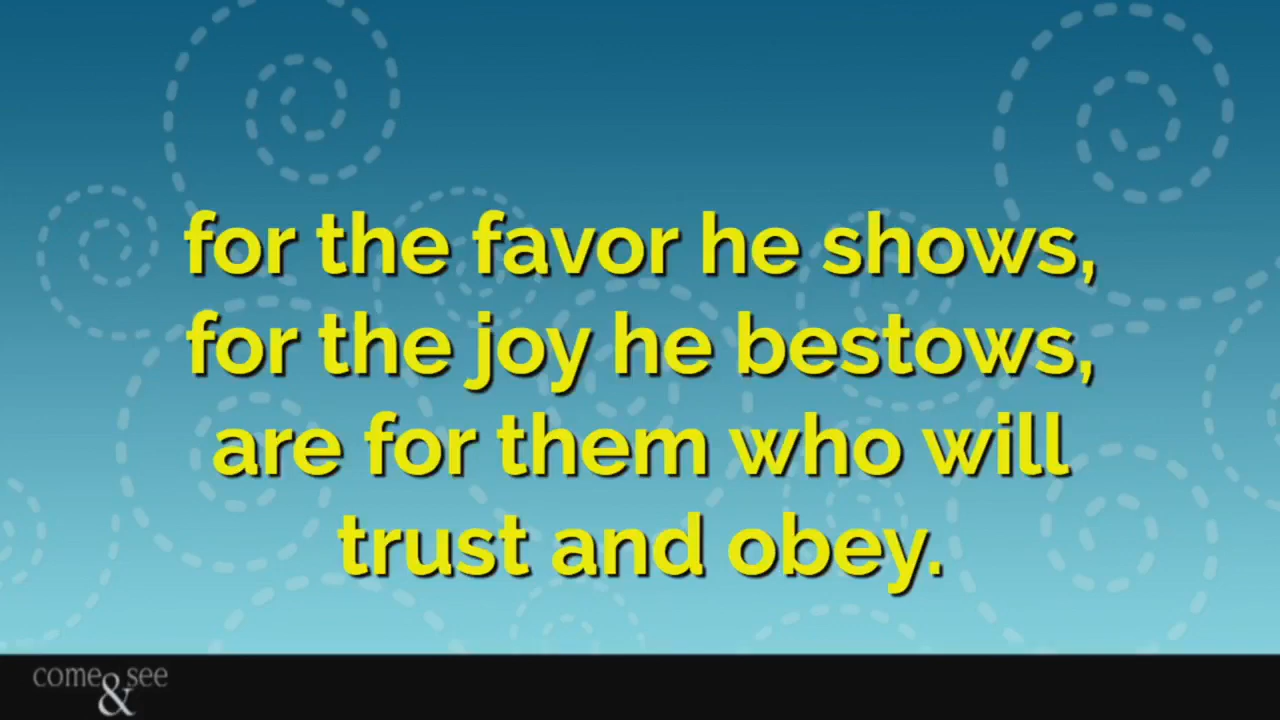 for the favor he shows,
for the joy he bestows,
are for them who will
trust and obey.
come & see